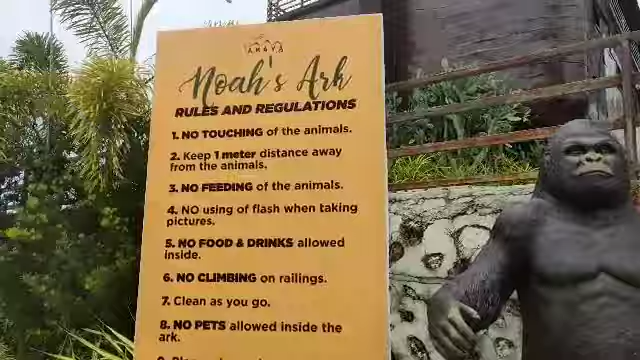 AMAYA
Noah's Ark
RULES AND REGULATIONS
1. NO TOUCHING of the animals.
2. Keep 1 meter distance away
from the animals.
3. NO FEEDING of the animals.
4. NO using of flash when taking
pictures.
5. NO FOOD & DRINKS allowed
inside.
6. NO CLIMBING on railings.
7. Clean as you go.
8. NO PETS allowed inside the
ark.